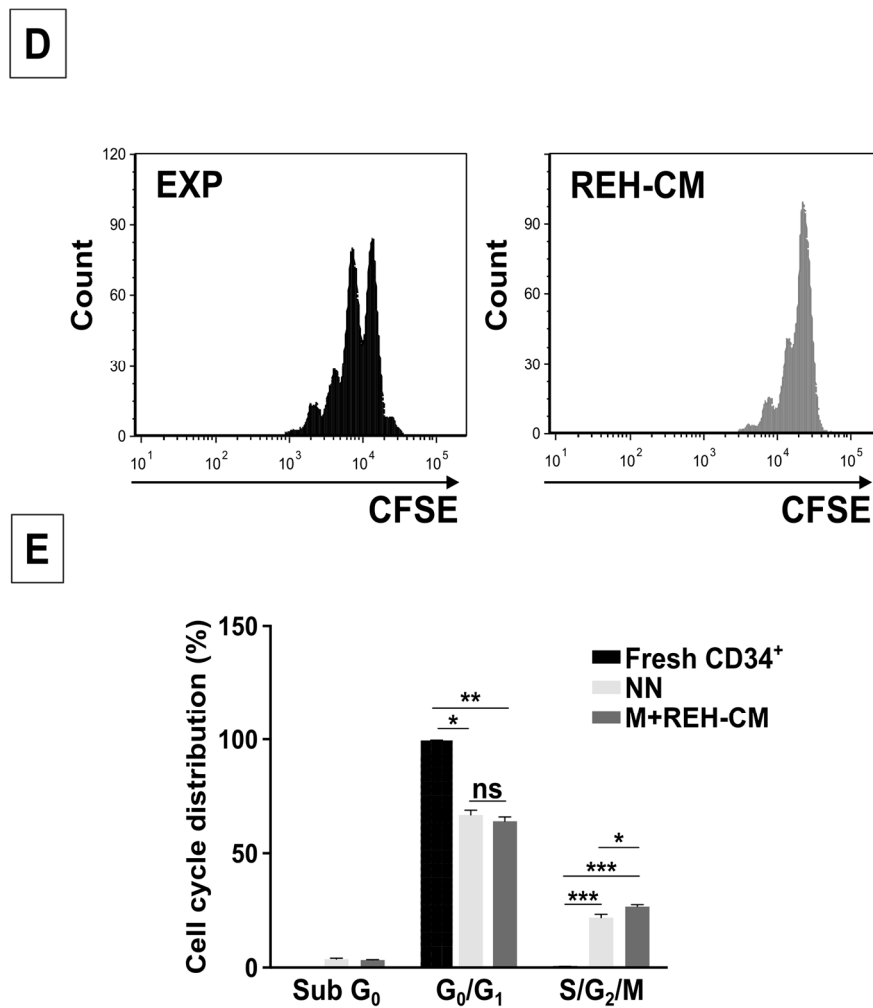 D
EXP
Count
120
90
60
30
0
10¹ 10² 10³ 10⁴ 10⁵
CFSE
REH-CM
Count
90
60
30
0
10¹ 10² 10³ 10⁴ 10⁵
CFSE
E
Cell cycle distribution (%)
150
100
50
0
Fresh CD34⁺
NN
M+REH-CM
**
*
ns
*
***
***
Sub G₀ G₀/G₁ S/G₂/M